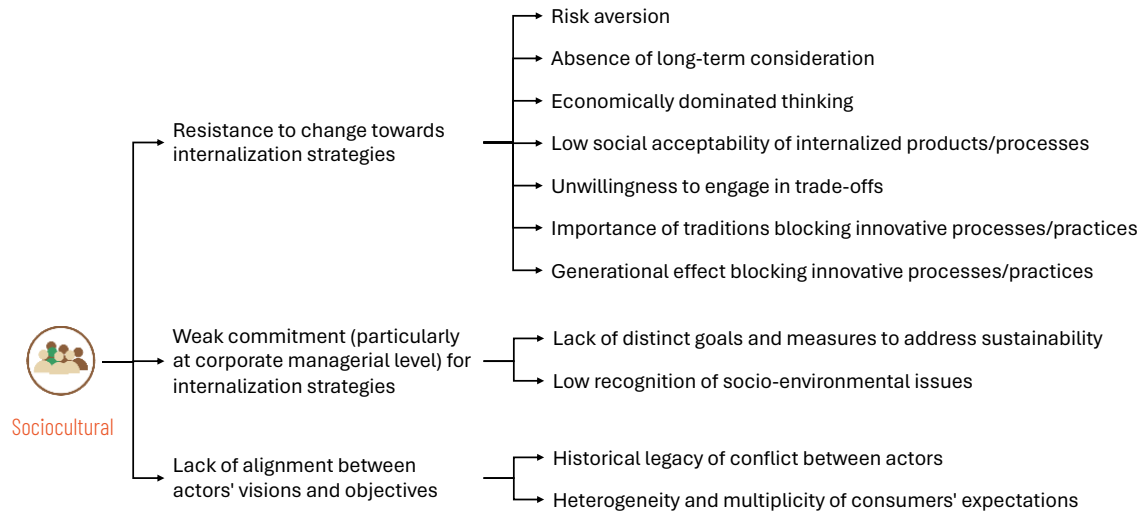 Sociocultural
Resistance to change towards
internalization strategies
Risk aversion
Absence of long-term consideration
Economically dominated thinking
Low social acceptability of internalized products/processes
Unwillingness to engage in trade-offs
Importance of traditions blocking innovative processes/practices
Generational effect blocking innovative processes/practices
Weak commitment (particularly
at corporate managerial level) for
internalization strategies
Lack of distinct goals and measures to address sustainability
Low recognition of socio-environmental issues
Lack of alignment between
actors' visions and objectives
Historical legacy of conflict between actors
Heterogeneity and multiplicity of consumers' expectations